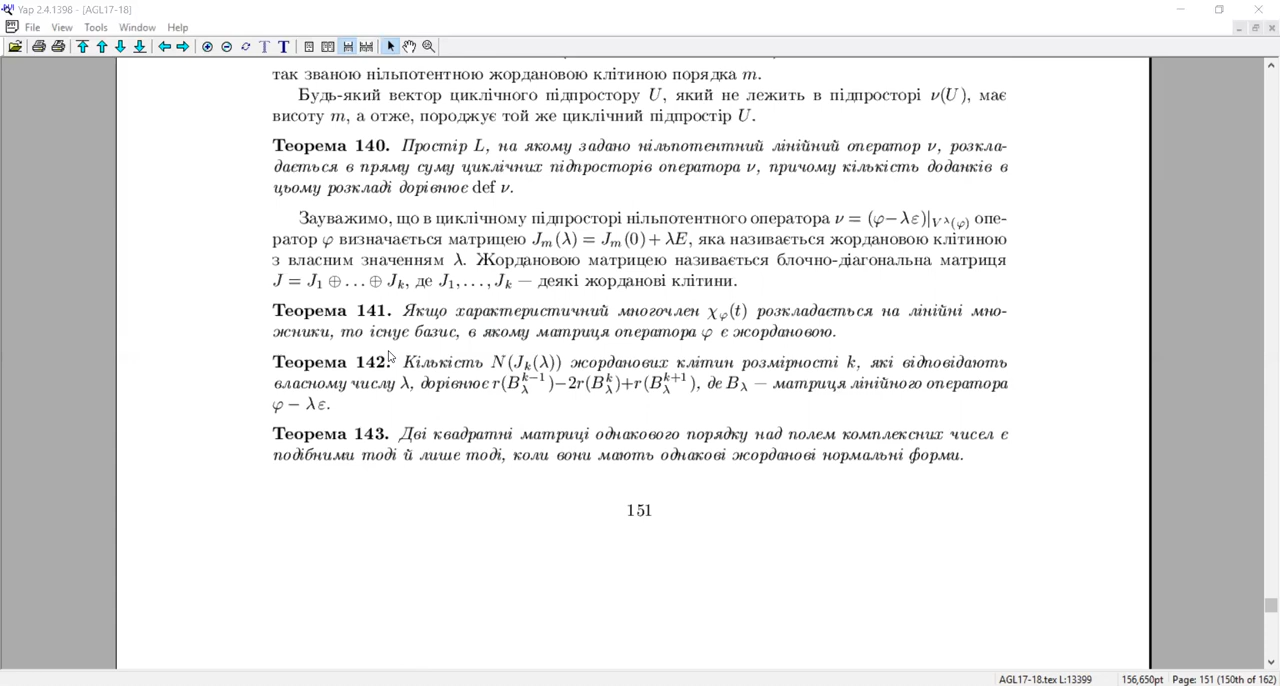 Yap 2.4.1398 - [AGL17-18]
File View Tools Window Help
так званою нільпотентною жордановою клітиною порядка m.
Будь-який вектор циклічного підпростору U, який не лежить в підпросторі ν(U), має
висоту m, а отже, породжує той же циклічний підпростір U.
Теорема 140. Простір L, на якому задано нільпотентний лінійний оператор ν, розкла-
дається в пряму суму циклічних підпросторів оператора ν, причому кількість доданків в
цьому розкладі дорівнює def ν.
Зауважимо, що в циклічному підпросторі нільпотентного оператора ν = (φ−λε)|_{V^λ(φ)} опе-
ратор φ визначається матрицею J_m(λ) = J_m(0) + λE, яка називається жордановою клітиною
з власним значенням λ. Жордановою матрицею називається блочно-діагональна матриця
J = J₁ ⊕ … ⊕ J_k, де J₁, …, J_k — деякі жорданові клітини.
Теорема 141. Якщо характеристичний многочлен χ_φ(t) розкладається на лінійні мно-
жники, то існує базис, в якому матриця оператора φ є жордановою.
Теорема 142. Кількість N(J_k(λ)) жорданових клітин розмірності k, які відповідають
власному числу λ, дорівнює r(B_λ^{k−1})−2r(B_λ^k)+r(B_λ^{k+1}), де B_λ — матриця лінійного оператора
φ − λε.
Теорема 143. Дві квадратні матриці однакового порядку над полем комплексних чисел є
подібними тоді й лише тоді, коли вони мають однакові жорданові нормальні форми.
151
AGL17-18.tex L:13399 156,650pt Page: 151 (150th of 162)